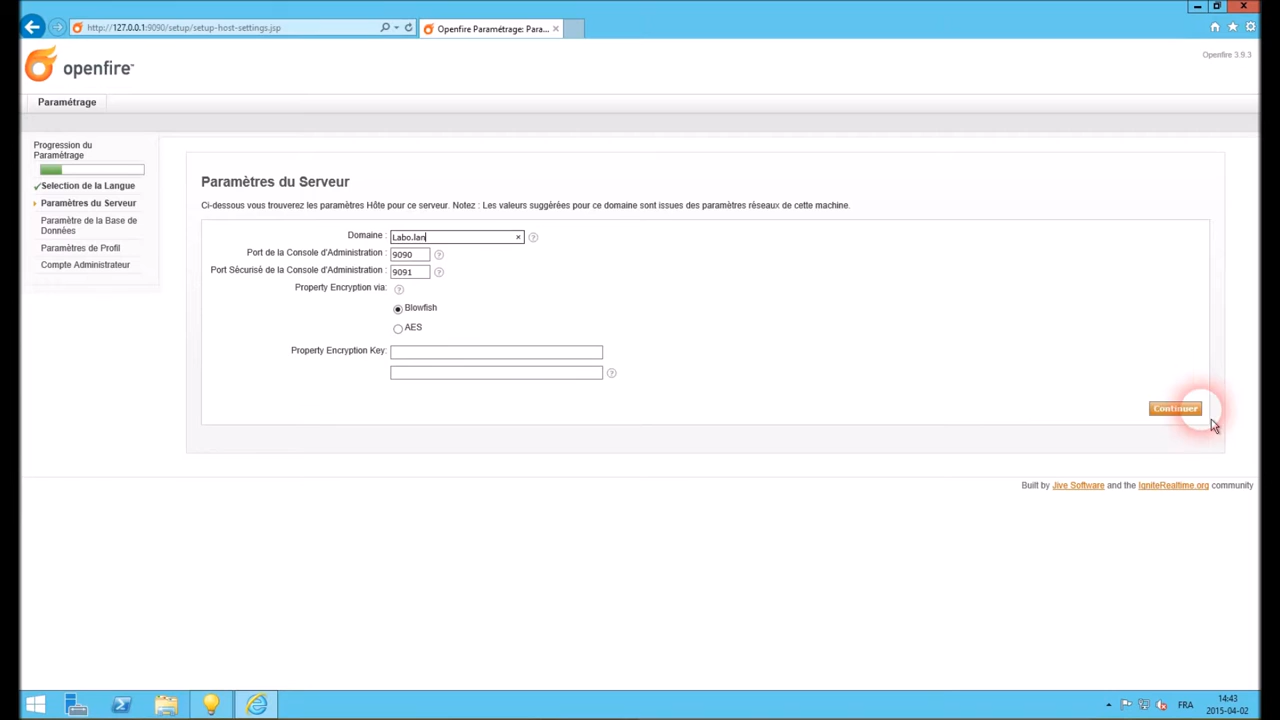 http://127.0.0.1:9090/setup/setup-host-settings.jsp
Openfire Paramétrage: Para...
openfire™
Openfire 3.9.3
Paramétrage
Progression du
Paramétrage
Selection de la Langue
Paramètres du Serveur
Paramètre de la Base de
Données
Paramètres de Profil
Compte Administrateur
Paramètres du Serveur
Ci-dessous vous trouverez les paramètres Hôte pour ce serveur. Notez : Les valeurs suggérées pour ce domaine sont issues des paramètres réseaux de cette machine.
Domaine : Labo.lan
Port de la Console d'Administration : 9090
Port Sécurisé de la Console d'Administration : 9091
Property Encryption via:
Blowfish
AES
Property Encryption Key:
Continuer
Built by Jive Software and the IgniteRealtime.org community
FRA
14:43
2015-04-02